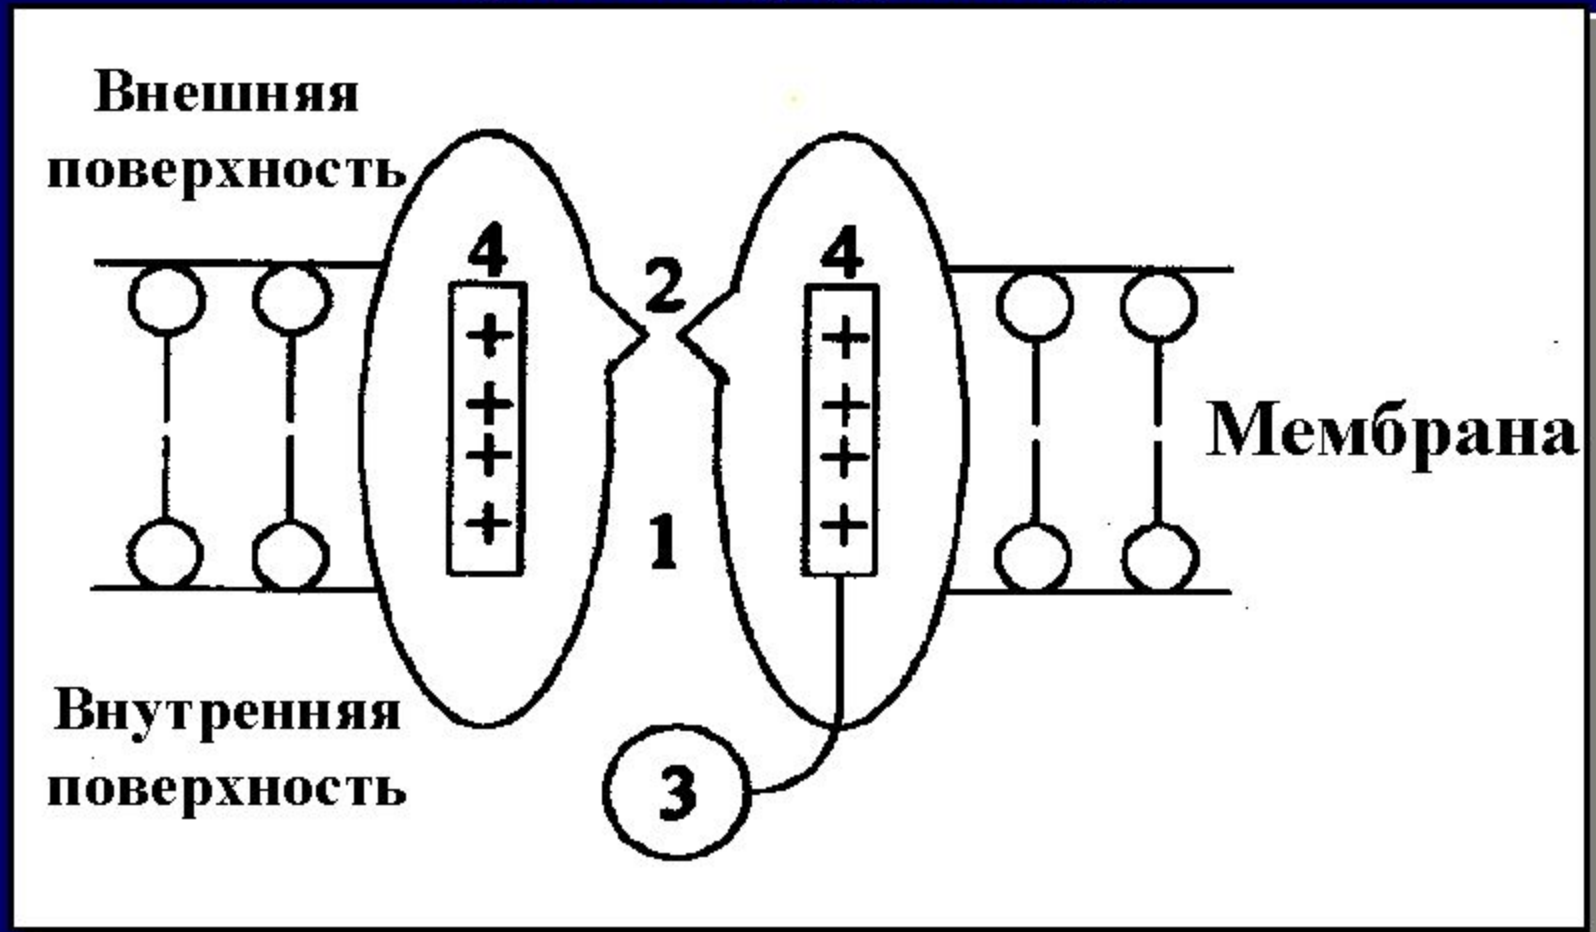 Внешняя
поверхность
4
4
2
+
+
+
+
+
+
+
+
Мембрана
1
Внутренняя
поверхность
3